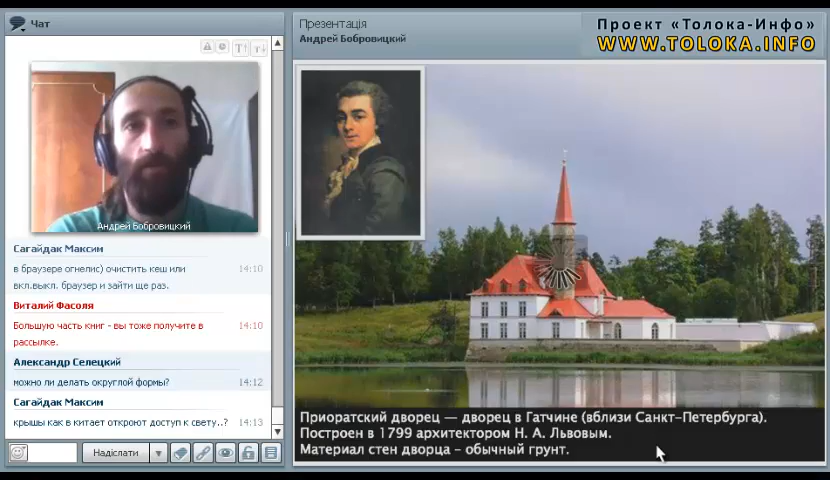 Чат
Андрей Бобровицкий
Сагайдак Максим
в браузере огнелис) очистить кеш или
вкл.выкл. браузер и зайти ще раз.
14:10
Виталий Фасоля
Большую часть книг - вы тоже получите в
рассылке.
14:10
Александр Селецкий
можно ли делать округлой формы?
14:12
Сагайдак Максим
крышы как в китает откроют доступ к свету..?
14:13
Надіслати
Презентація
Андрей Бобровицкий
Проект «Толока-Инфо»
WWW.TOLOKA.INFO
Приоратский дворец — дворец в Гатчине (вблизи Санкт-Петербурга).
Построен в 1799 архитектором Н. А. Львовым.
Материал стен дворца - обычный грунт.